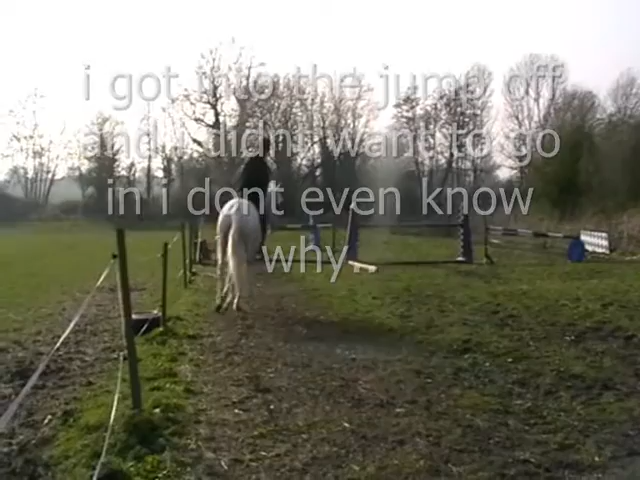 i got into the jump off
and i didnt want to go
in i dont even know
why.